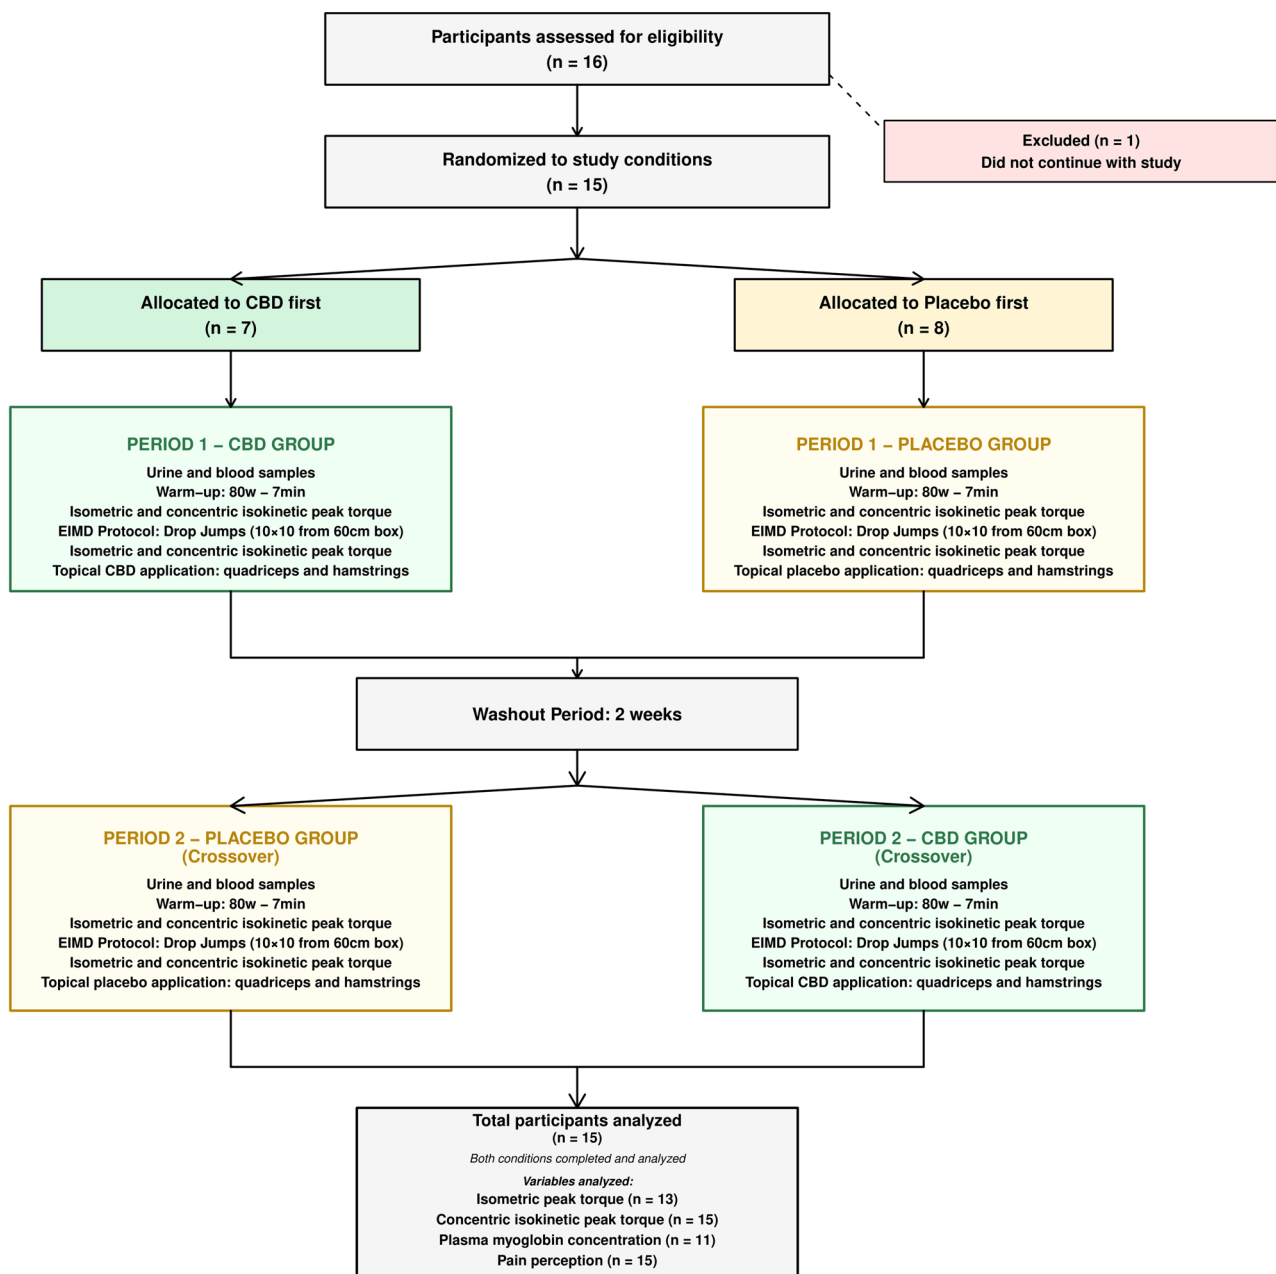 Participants assessed for eligibility
(n = 16)
Excluded (n = 1)
Did not continue with study
Randomized to study conditions
(n = 15)
Allocated to CBD first
(n = 7)
Allocated to Placebo first
(n = 8)
PERIOD 1 – CBD GROUP
Urine and blood samples
Warm–up: 80w – 7min
Isometric and concentric isokinetic peak torque
EIMD Protocol: Drop Jumps (10×10 from 60cm box)
Isometric and concentric isokinetic peak torque
Topical CBD application: quadriceps and hamstrings
PERIOD 1 – PLACEBO GROUP
Urine and blood samples
Warm–up: 80w – 7min
Isometric and concentric isokinetic peak torque
EIMD Protocol: Drop Jumps (10×10 from 60cm box)
Isometric and concentric isokinetic peak torque
Topical placebo application: quadriceps and hamstrings
Washout Period: 2 weeks
PERIOD 2 – PLACEBO GROUP
(Crossover)
Urine and blood samples
Warm–up: 80w – 7min
Isometric and concentric isokinetic peak torque
EIMD Protocol: Drop Jumps (10×10 from 60cm box)
Isometric and concentric isokinetic peak torque
Topical placebo application: quadriceps and hamstrings
PERIOD 2 – CBD GROUP
(Crossover)
Urine and blood samples
Warm–up: 80w – 7min
Isometric and concentric isokinetic peak torque
EIMD Protocol: Drop Jumps (10×10 from 60cm box)
Isometric and concentric isokinetic peak torque
Topical CBD application: quadriceps and hamstrings
Total participants analyzed
(n = 15)
Both conditions completed and analyzed
Variables analyzed:
Isometric peak torque (n = 13)
Concentric isokinetic peak torque (n = 15)
Plasma myoglobin concentration (n = 11)
Pain perception (n = 15)